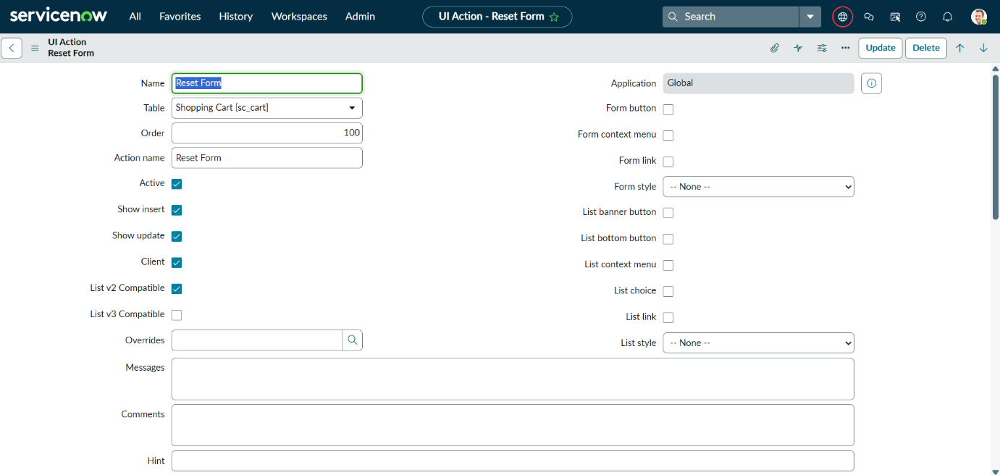 servicenow All Favorites History Workspaces Admin UI Action - Reset Form Search
UI Action
Reset Form
Update Delete
Name Reset Form
Application Global
Table Shopping Cart [sc_cart]
Form button
Order 100
Form context menu
Action name Reset Form
Form link
Active
Form style -- None --
Show insert
List banner button
Show update
List bottom button
Client
List context menu
List v2 Compatible
List choice
List v3 Compatible
List link
Overrides
List style -- None --
Messages
Comments
Hint